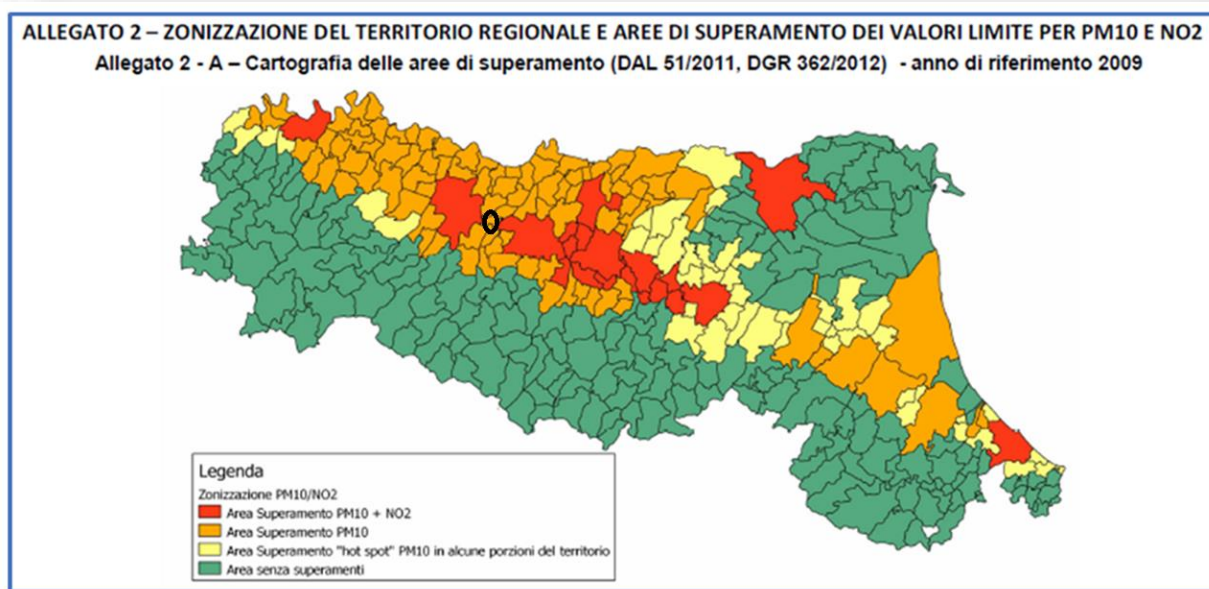 ALLEGATO 2 – ZONIZZAZIONE DEL TERRITORIO REGIONALE E AREE DI SUPERAMENTO DEI VALORI LIMITE PER PM10 E NO2
Allegato 2 - A – Cartografia delle aree di superamento (DAL 51/2011, DGR 362/2012) - anno di riferimento 2009
Legenda
Zonizzazione PM10/NO2
Area Superamento PM10 + NO2
Area Superamento PM10
Area Superamento "hot spot" PM10 in alcune porzioni del territorio
Area senza superamenti